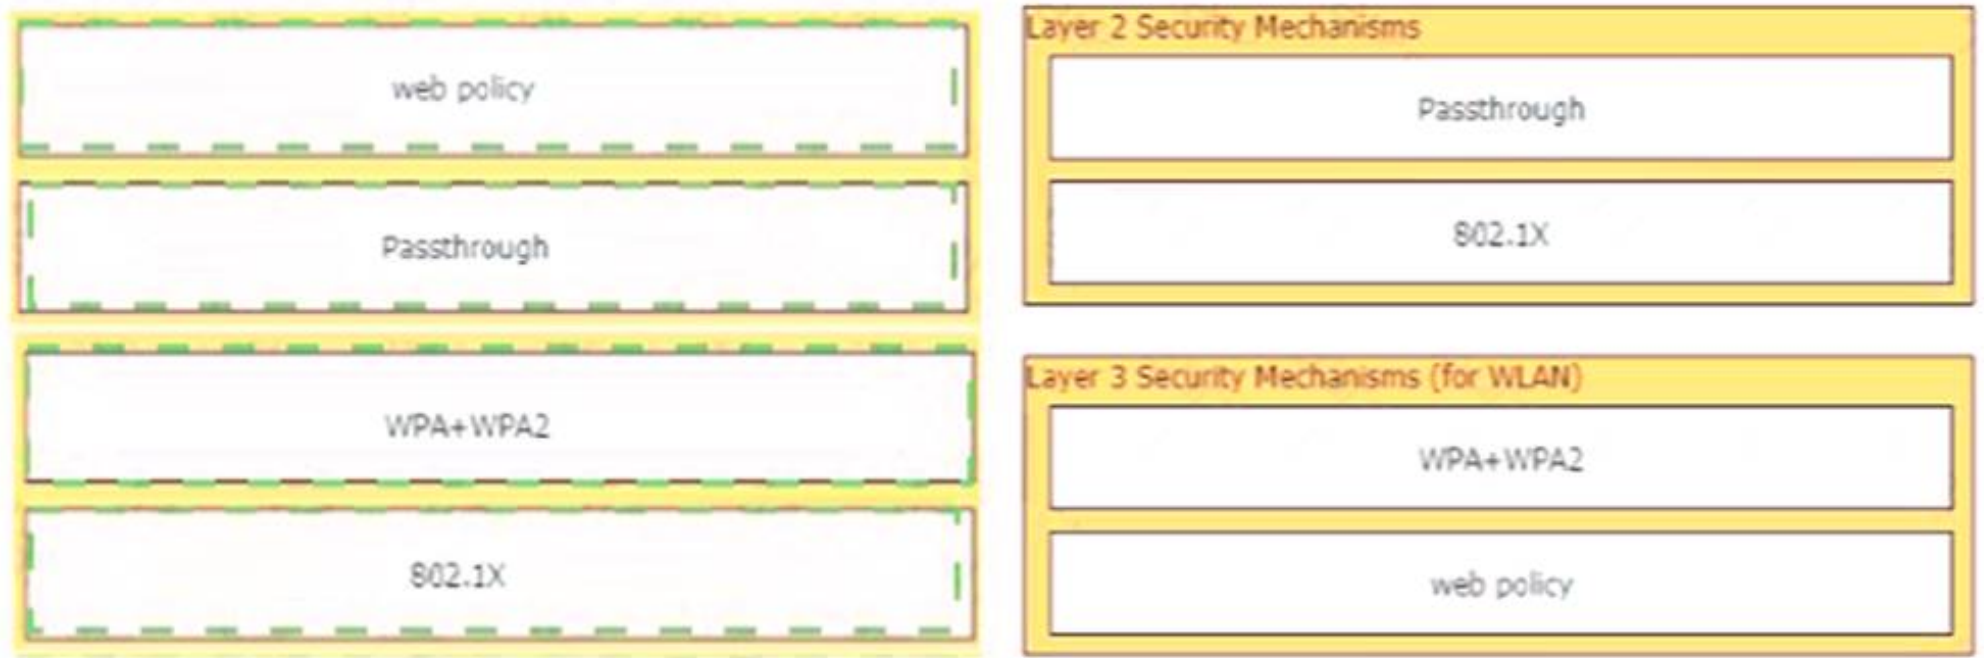 web policy
Passthrough
WPA+WPA2
802.1X
Layer 2 Security Mechanisms
Passthrough
802.1X
Layer 3 Security Mechanisms (for WLAN)
WPA+WPA2
web policy